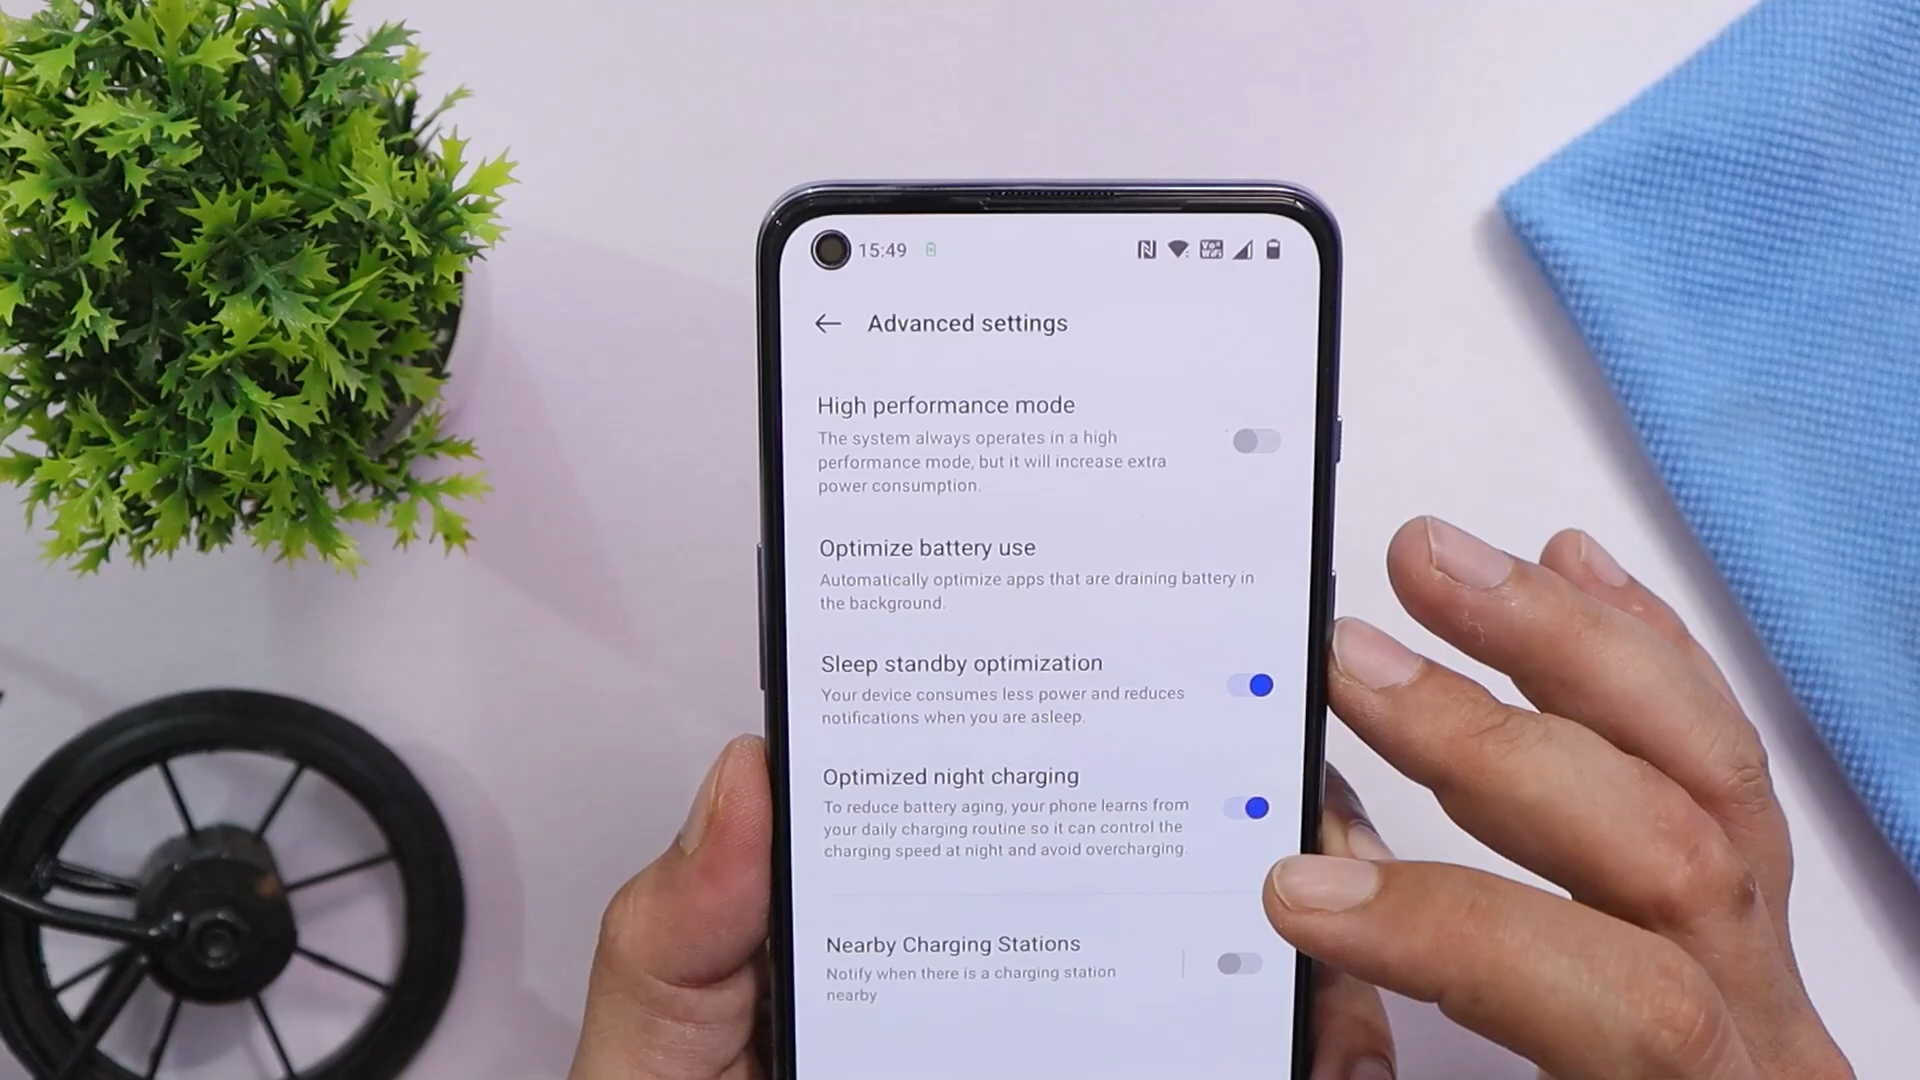 15:49
Vo WiFi
Advanced settings
High performance mode
The system always operates in a high
performance mode, but it will increase extra
power consumption.
Optimize battery use
Automatically optimize apps that are draining battery in
the background.
Sleep standby optimization
Your device consumes less power and reduces
notifications when you are asleep.
Optimized night charging
To reduce battery aging, your phone learns from
your daily charging routine so it can control the
charging speed at night and avoid overcharging.
Nearby Charging Stations
Notify when there is a charging station
nearby